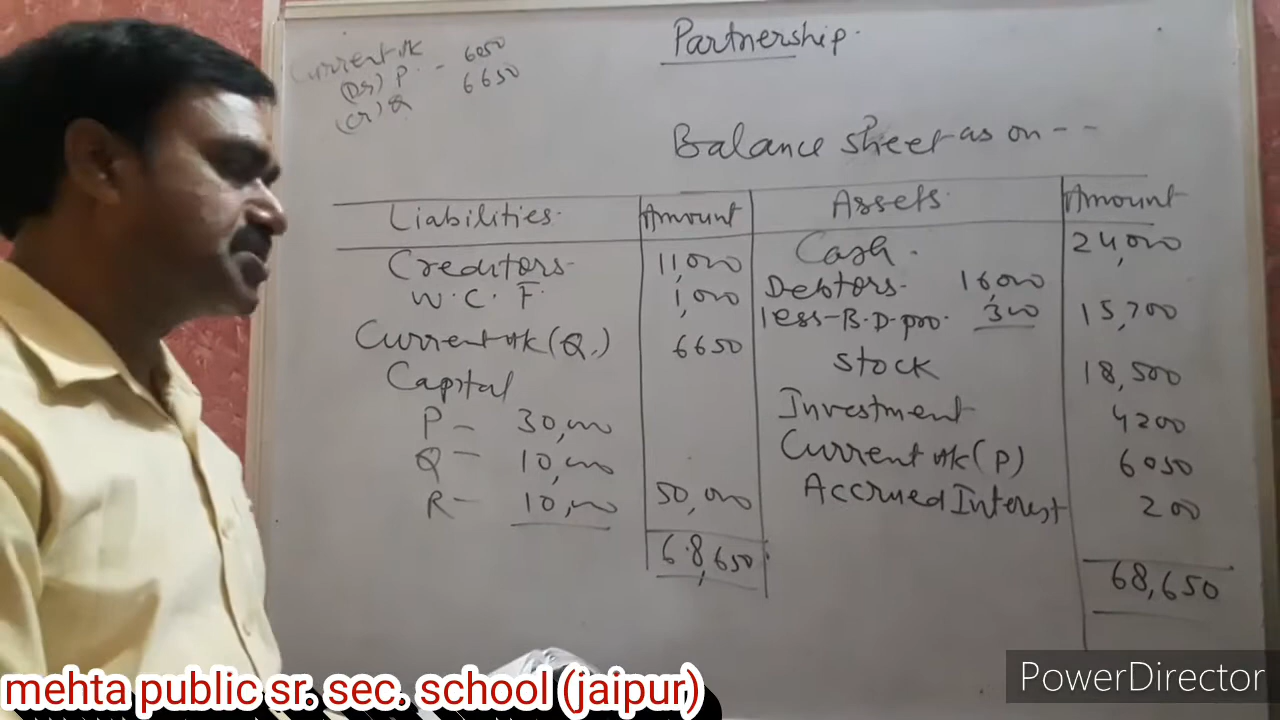 Current A/c
(Dr) P - 6050
(Cr) Q 6650
Partnership.
Balance sheet as on --
Liabilities. Amount Assets. Amount
Creditors 11,000 Cash. 24,000
W.C.F. 1,000 Debtors. 16,000
less-B.D. pro. 300 15,700
Current A/c (Q.) 6650 Stock 18,500
Capital Investment 4200
P- 30,000 Current A/c (P) 6050
Q- 10,000 Accrued Interest 200
R- 10,000 50,000
68,650 68,650
PowerDirector
mehta public sr. sec. school (jaipur)